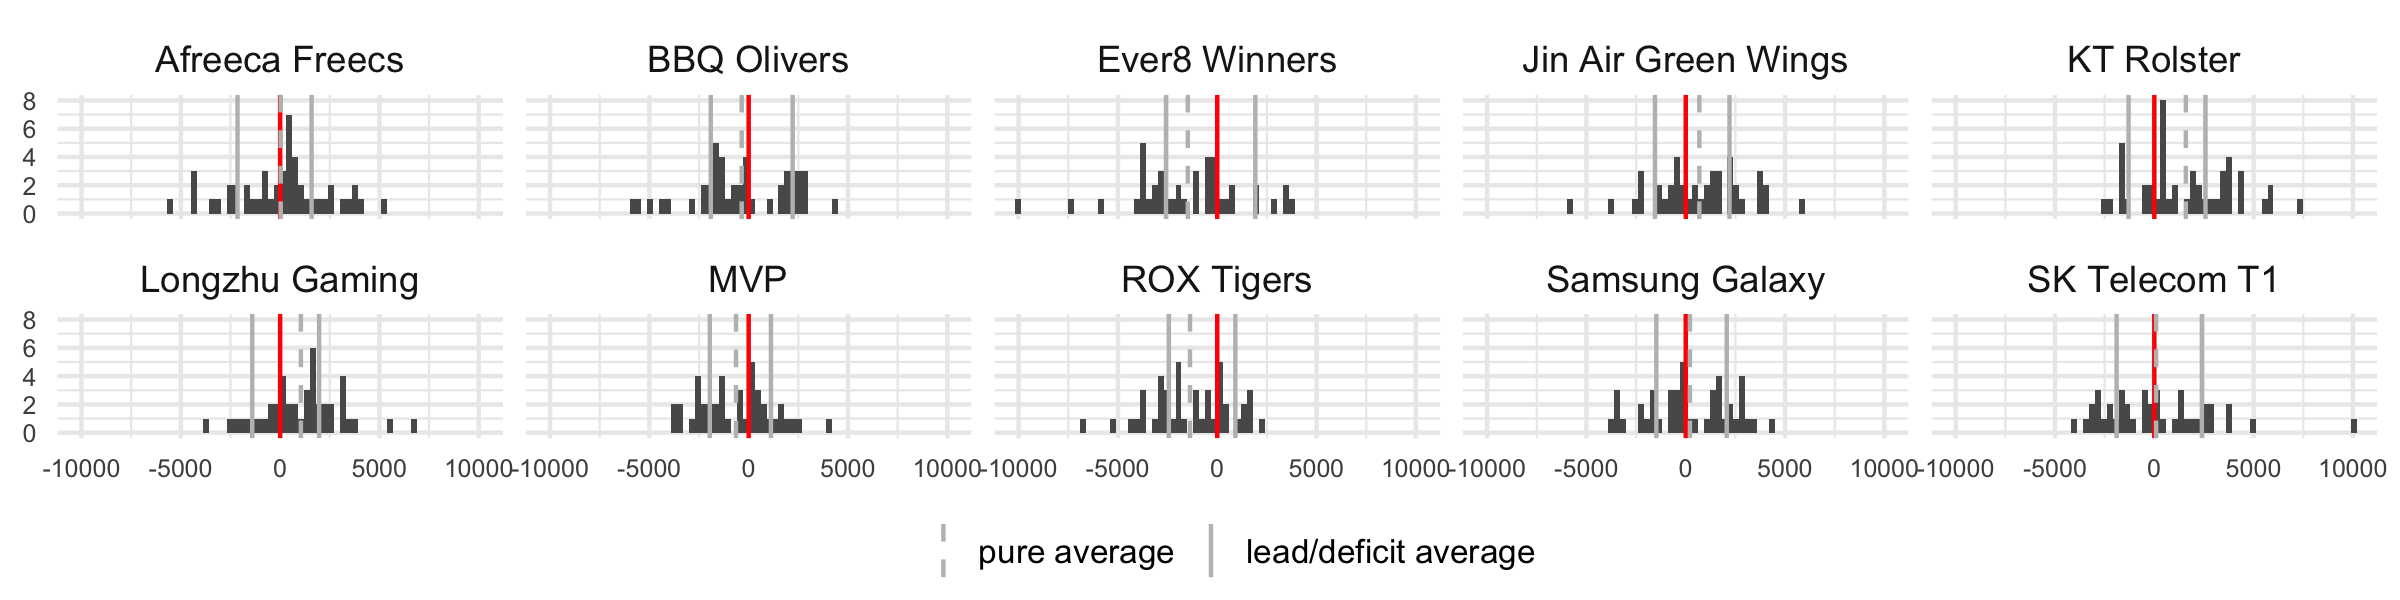 Afreeca Freecs BBQ Olivers Ever8 Winners Jin Air Green Wings KT Rolster
8
6
4
2
0
Longzhu Gaming MVP ROX Tigers Samsung Galaxy SK Telecom T1
8
6
4
2
0
-10000 -5000 0 5000 10000 -10000 -5000 0 5000 10000 -10000 -5000 0 5000 10000 -10000 -5000 0 5000 10000 -10000 -5000 0 5000 10000
pure average lead/deficit average